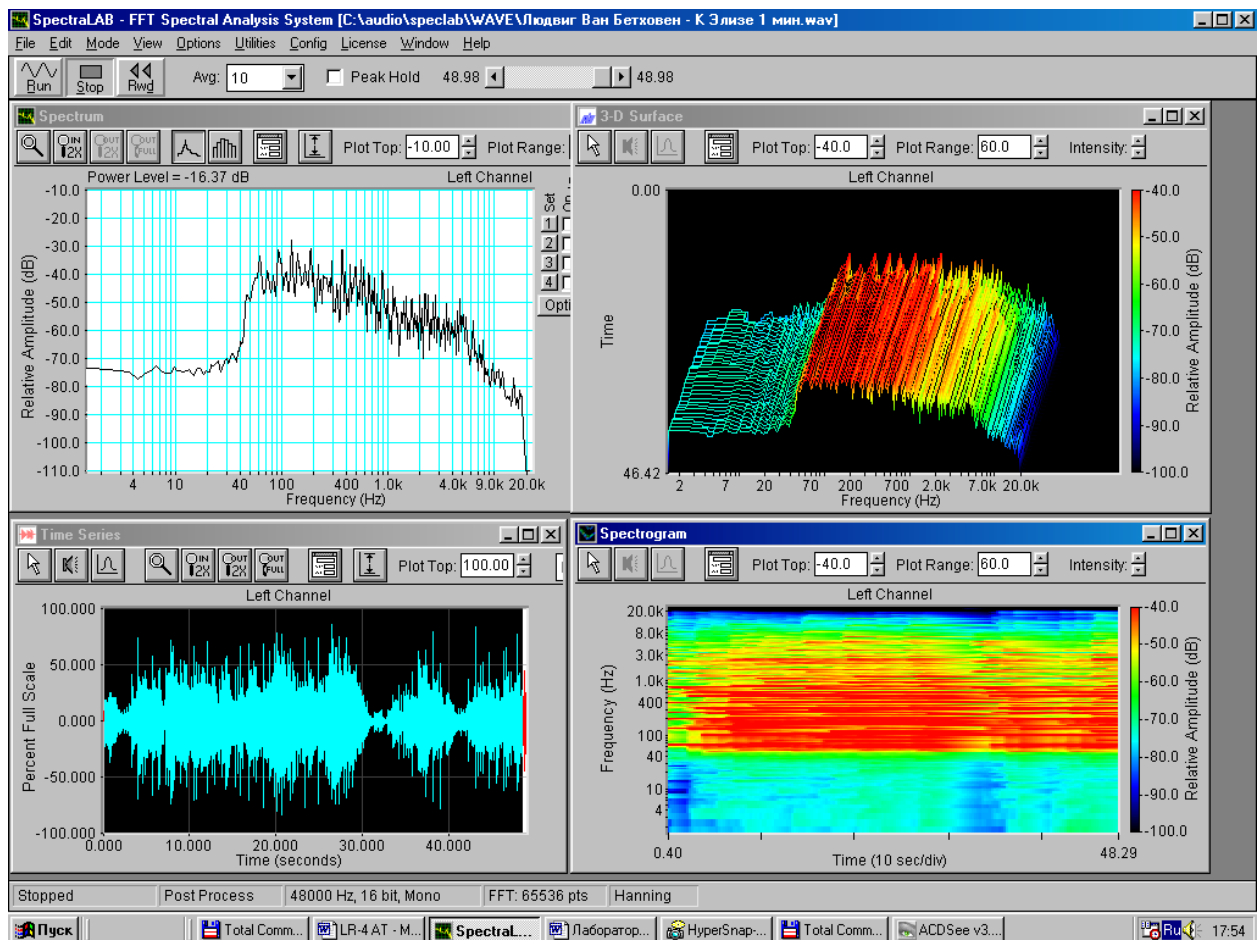 SpectraLAB - FFT Spectral Analysis System [C:\audio\speclab\WAVE\Людвиг Ван Бетховен - К Элизе 1 мин.wav]
File Edit Mode View Options Utilities Config License Window Help
Run Stop Rwd Avg: 10 Peak Hold 48.98 48.98
Spectrum
IN 2X OUT 2X OUT FULL Plot Top: -10.00 Plot Range:
Power Level = -16.37 dB Left Channel
-10.0
-20.0
-30.0
-40.0
-50.0
-60.0
-70.0
-80.0
-90.0
-100.0
-110.0
Relative Amplitude (dB)
4 10 40 100 400 1.0k 4.0k 9.0k 20.0k
Frequency (Hz)
Set
1
2
3
4
Opti
3-D Surface
Plot Top: -40.0 Plot Range: 60.0 Intensity:
Left Channel
0.00
Time
46.42
2 7 20 70 200 700 2.0k 7.0k 20.0k
Frequency (Hz)
-40.0
-50.0
-60.0
-70.0
-80.0
-90.0
-100.0
Relative Amplitude (dB)
Time Series
IN 2X OUT 2X OUT FULL Plot Top: 100.00
Left Channel
100.000
50.000
0.000
-50.000
-100.000
Percent Full Scale
0.000 10.000 20.000 30.000 40.000
Time (seconds)
Spectrogram
Plot Top: -40.0 Plot Range: 60.0 Intensity:
Left Channel
20.0k
8.0k
3.0k
1.0k
400
100
40
10
4
Frequency (Hz)
0.40 48.29
Time (10 sec/div)
-40.0
-50.0
-60.0
-70.0
-80.0
-90.0
-100.0
Relative Amplitude (dB)
Stopped Post Process 48000 Hz, 16 bit, Mono FFT: 65536 pts Hanning
Пуск Total Comm... LR-4 AT - M... SpectraL... Лаборатор... HyperSnap-... Total Comm... ACDSee v3.... Ru 17:54